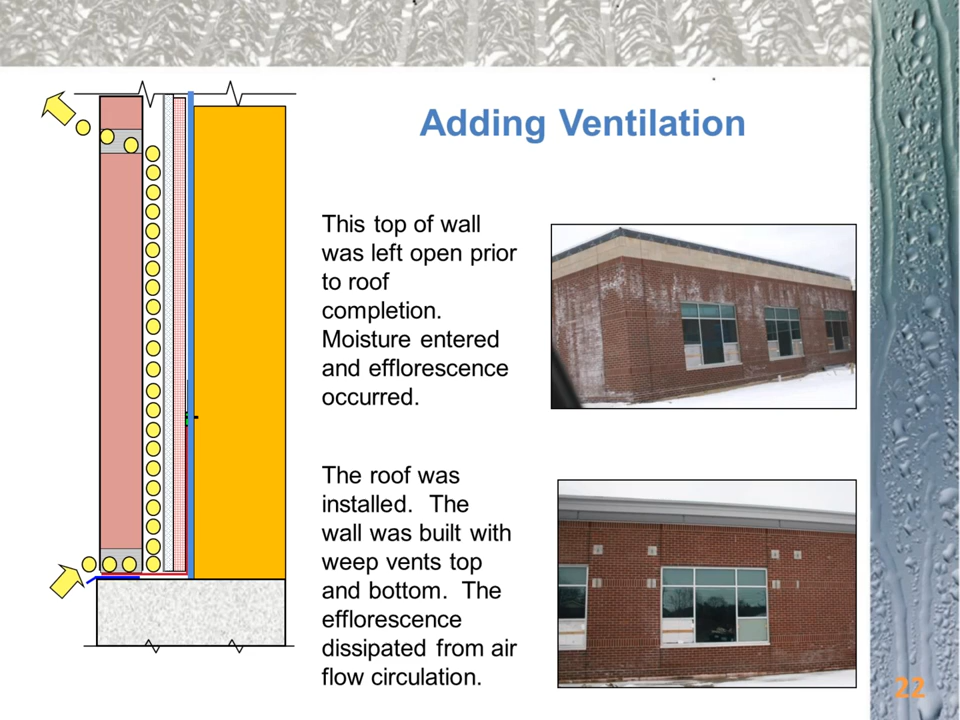 Adding Ventilation
This top of wall
was left open prior
to roof
completion.
Moisture entered
and efflorescence
occurred.
The roof was
installed.  The
wall was built with
weep vents top
and bottom.  The
efflorescence
dissipated from air
flow circulation.
22